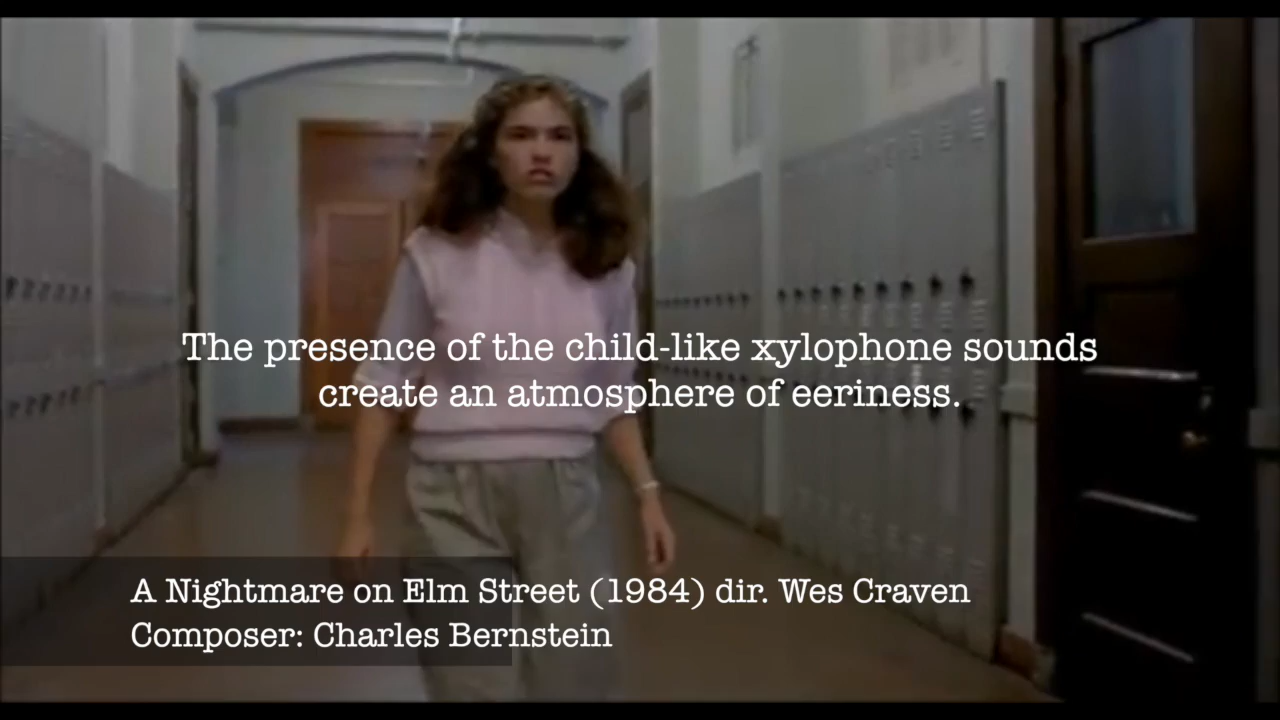 The presence of the child-like xylophone sounds
create an atmosphere of eeriness.
A Nightmare on Elm Street (1984) dir. Wes Craven
Composer: Charles Bernstein